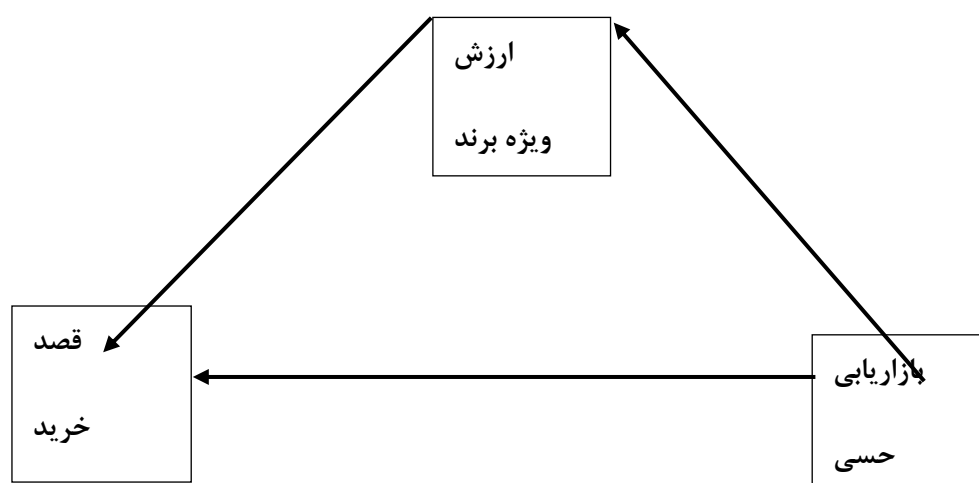 ارزش
ویژه برند
قصد
خرید
بازاریابی
حسی